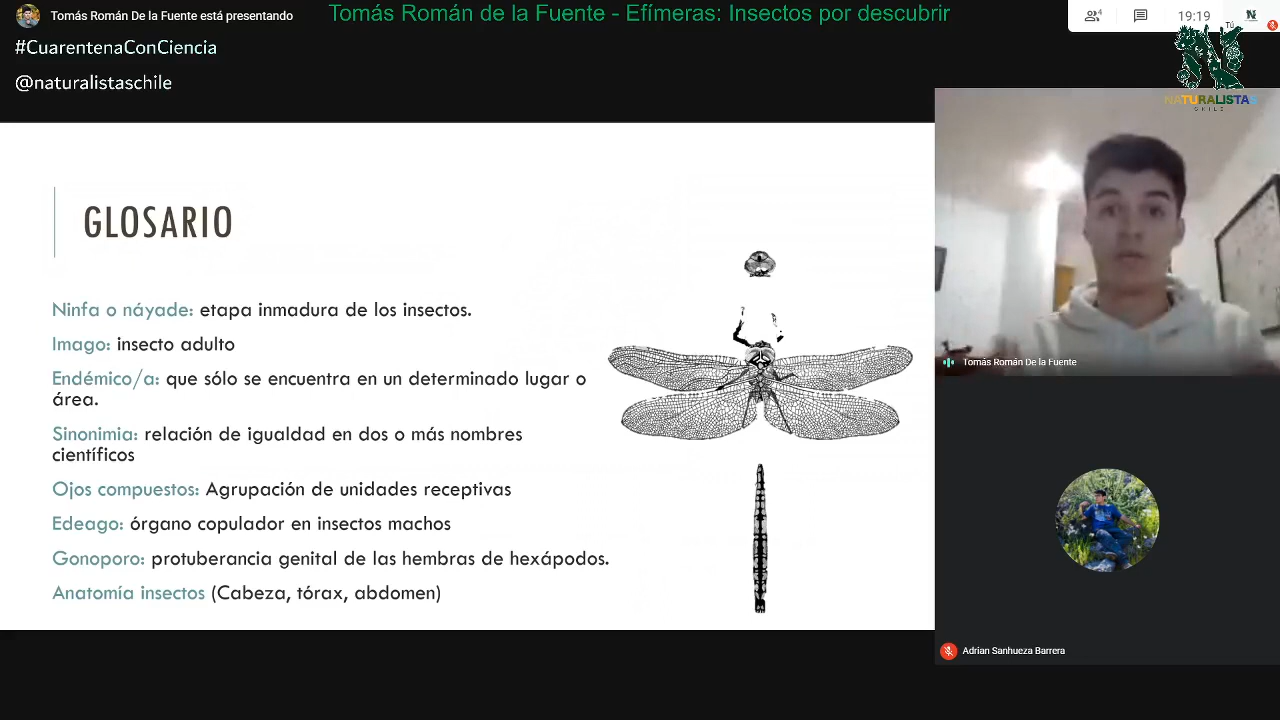 Tomás Román De la Fuente está presentando
Tomás Román de la Fuente - Efímeras: Insectos por descubrir
4
19:19
Tú
#CuarentenaConCiencia
@naturalistaschile
NATURALISTAS
CHILE
GLOSARIO
Ninfa o náyade: etapa inmadura de los insectos.
Imago: insecto adulto
Endémico/a: que sólo se encuentra en un determinado lugar o
área.
Sinonimia: relación de igualdad en dos o más nombres
científicos
Ojos compuestos: Agrupación de unidades receptivas
Edeago: órgano copulador en insectos machos
Gonoporo: protuberancia genital de las hembras de hexápodos.
Anatomía insectos (Cabeza, tórax, abdomen)
Tomás Román De la Fuente
Adrian Sanhueza Barrera